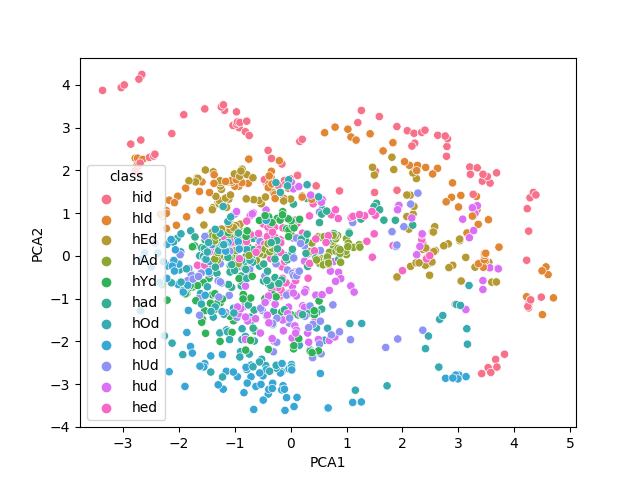 class
hid
hId
hEd
hAd
hYd
had
hOd
hod
hUd
hud
hed
PCA2
4
3
2
1
0
−1
−2
−3
−4
−3
−2
−1
0
1
2
3
4
5
PCA1